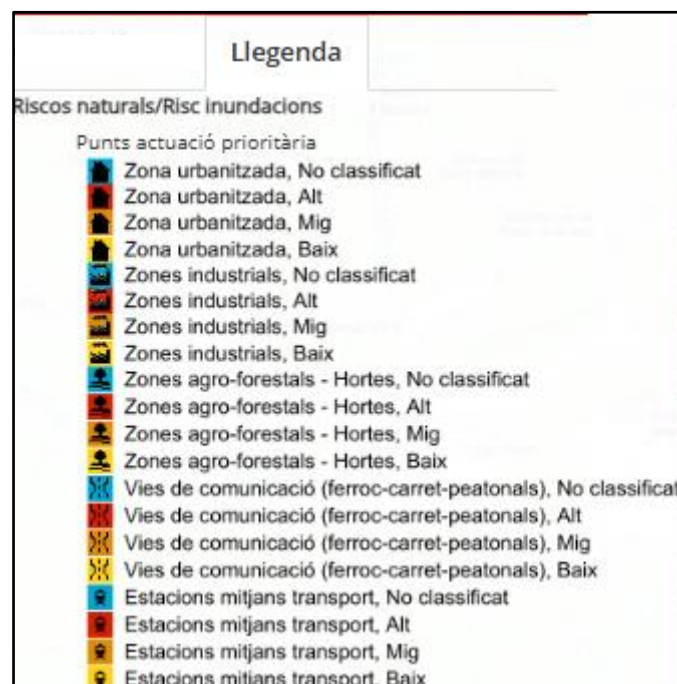 Llegenda
Riscos naturals/Risc inundacions
Punts actuació prioritària
Zona urbanitzada, No classificat
Zona urbanitzada, Alt
Zona urbanitzada, Mig
Zona urbanitzada, Baix
Zones industrials, No classificat
Zones industrials, Alt
Zones industrials, Mig
Zones industrials, Baix
Zones agro-forestals - Hortes, No classificat
Zones agro-forestals - Hortes, Alt
Zones agro-forestals - Hortes, Mig
Zones agro-forestals - Hortes, Baix
Vies de comunicació (ferroc-carret-peatonals), No classificat
Vies de comunicació (ferroc-carret-peatonals), Alt
Vies de comunicació (ferroc-carret-peatonals), Mig
Vies de comunicació (ferroc-carret-peatonals), Baix
Estacions mitjans transport, No classificat
Estacions mitjans transport, Alt
Estacions mitjans transport, Mig
Estacions mitjans transport, Baix